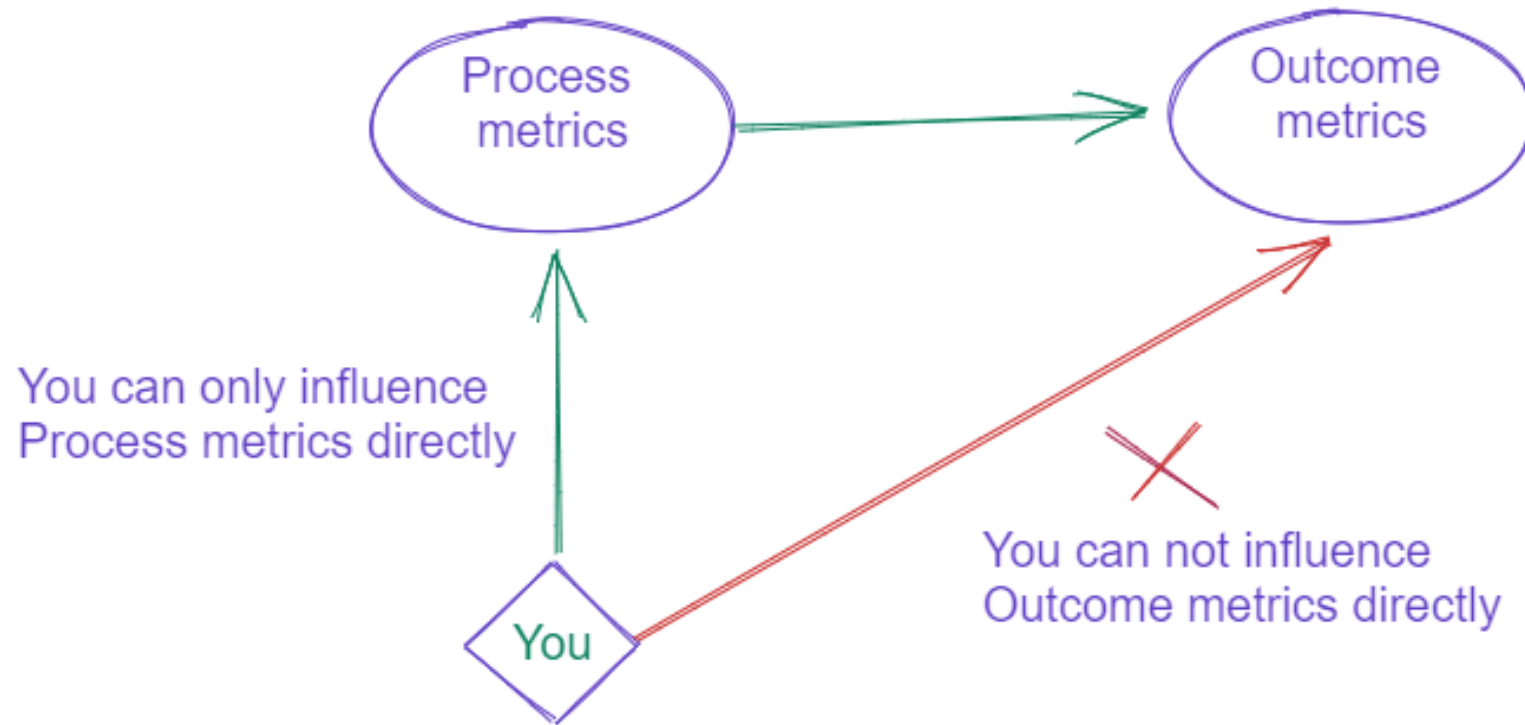 Process
metrics
Outcome
metrics
You can only influence
Process metrics directly
You can not influence
Outcome metrics directly
You